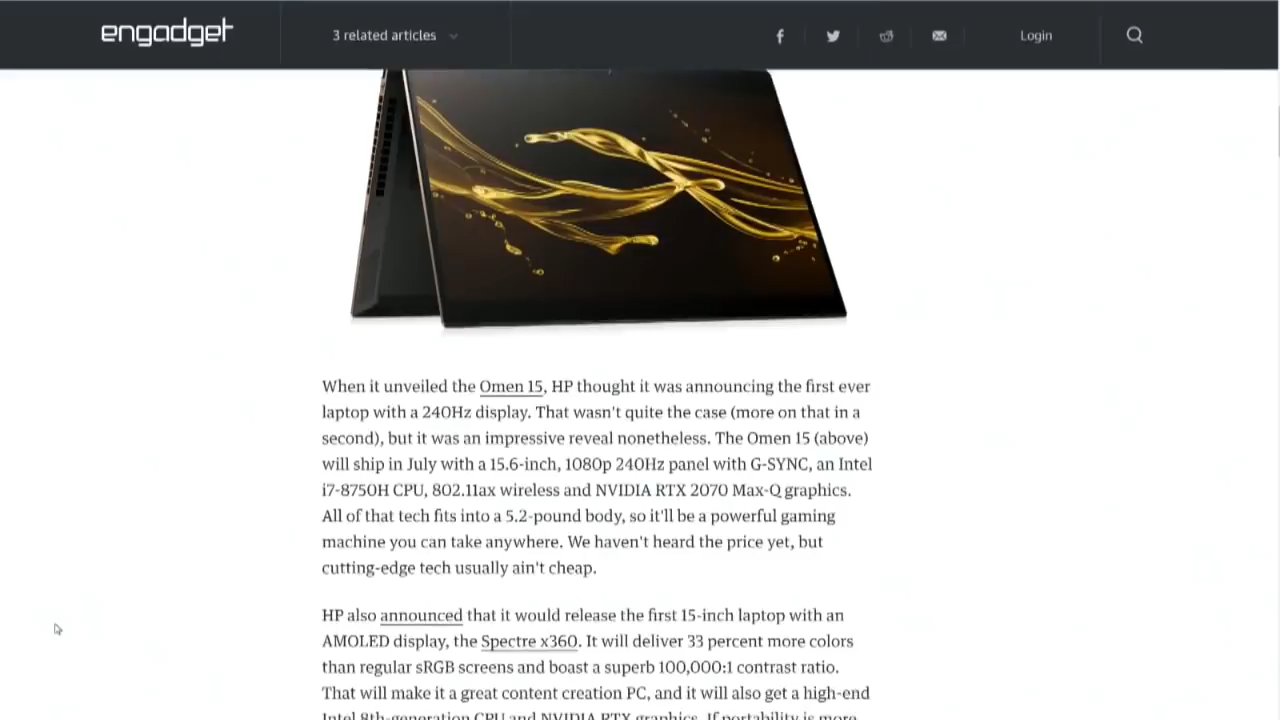 engadget
3 related articles
Login
When it unveiled the Omen 15, HP thought it was announcing the first ever
laptop with a 240Hz display. That wasn't quite the case (more on that in a
second), but it was an impressive reveal nonetheless. The Omen 15 (above)
will ship in July with a 15.6-inch, 1080p 240Hz panel with G-SYNC, an Intel
i7-8750H CPU, 802.11ax wireless and NVIDIA RTX 2070 Max-Q graphics.
All of that tech fits into a 5.2-pound body, so it'll be a powerful gaming
machine you can take anywhere. We haven't heard the price yet, but
cutting-edge tech usually ain't cheap.
HP also announced that it would release the first 15-inch laptop with an
AMOLED display, the Spectre x360. It will deliver 33 percent more colors
than regular sRGB screens and boast a superb 100,000:1 contrast ratio.
That will make it a great content creation PC, and it will also get a high-end
Intel 8th-generation CPU and NVIDIA RTX graphics. If portability is more